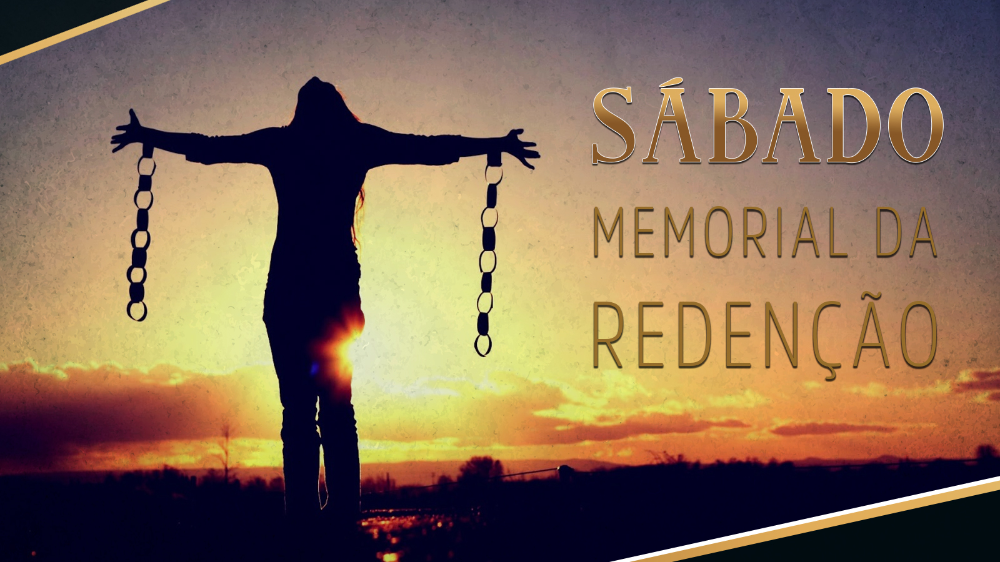 SÁBADO
MEMORIAL DA
REDENÇÃO